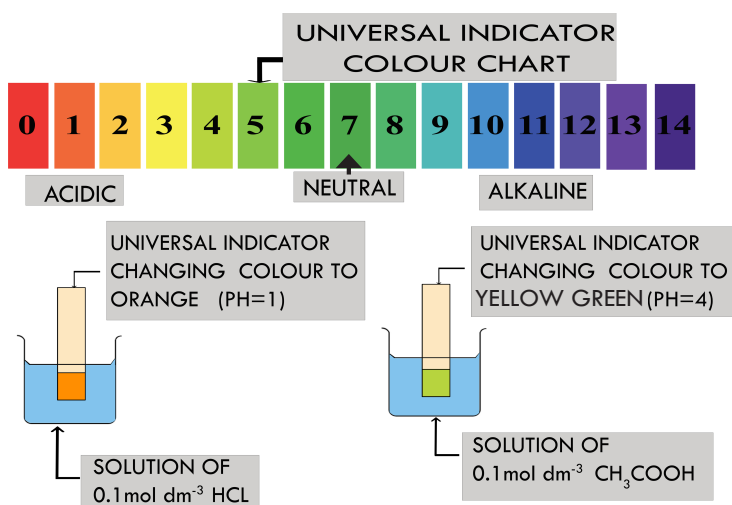 UNIVERSAL INDICATOR
COLOUR CHART
0 1 2 3 4 5 6 7 8 9 10 11 12 13 14
ACIDIC
NEUTRAL
ALKALINE
UNIVERSAL INDICATOR
CHANGING COLOUR TO
ORANGE (PH=1)
UNIVERSAL INDICATOR
CHANGING COLOUR TO
YELLOW GREEN (PH=4)
SOLUTION OF
0.1mol dm⁻³ HCL
SOLUTION OF
0.1mol dm⁻³ CH₃COOH